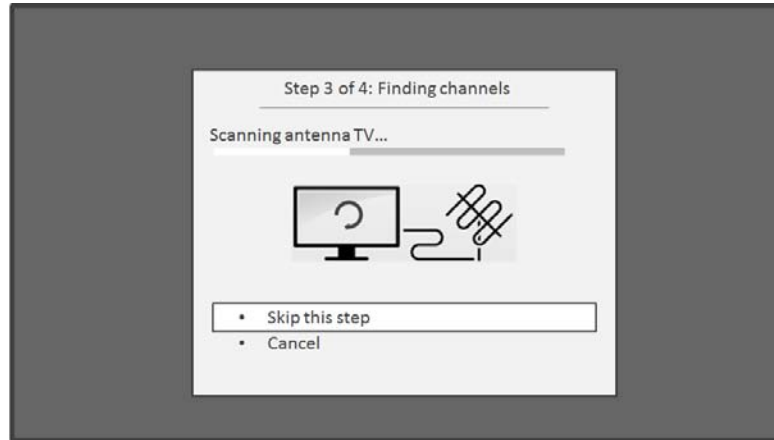 Step 3 of 4: Finding channels
Scanning antenna TV...
▪ Skip this step
▪ Cancel